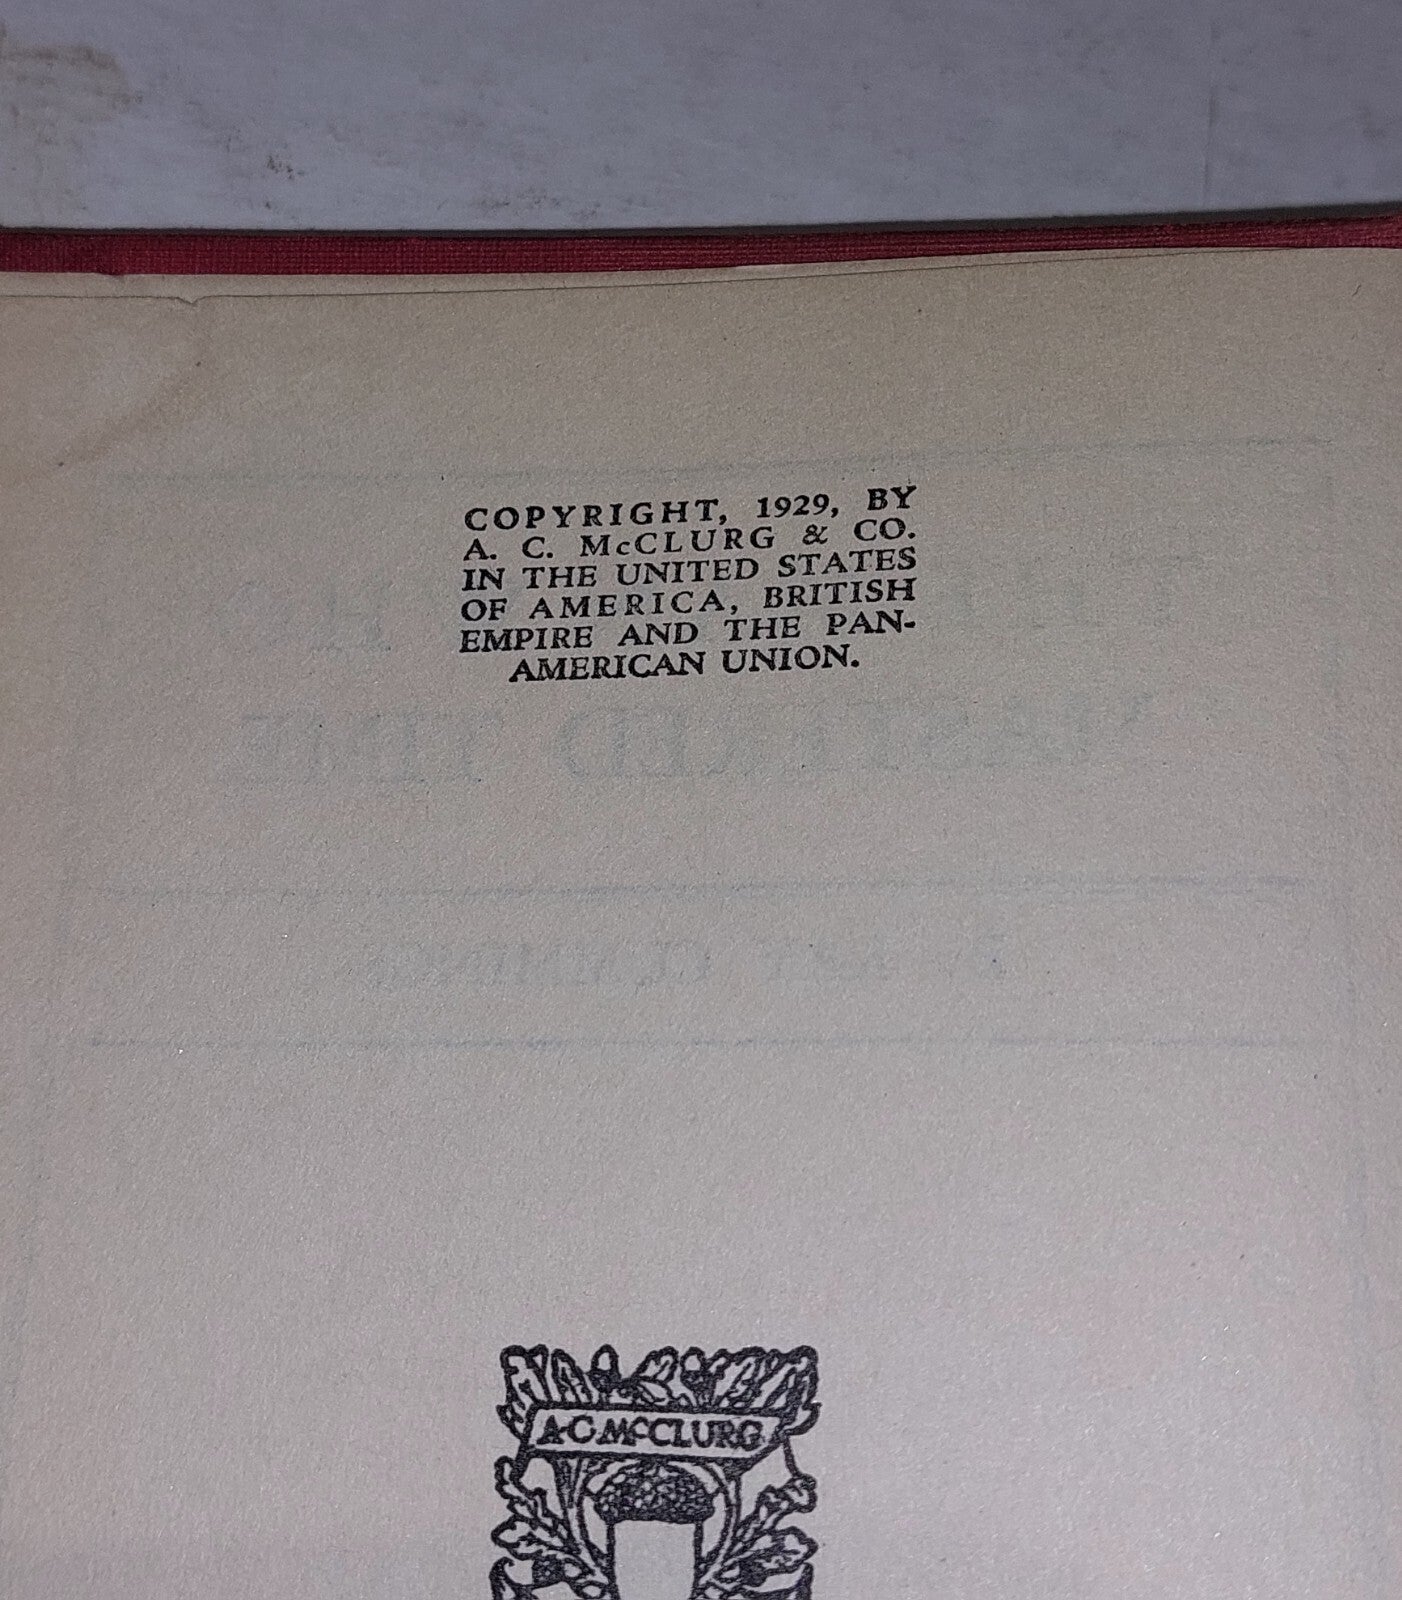 COPYRIGHT, 1929, BY
A. C. McCLURG & CO.
IN THE UNITED STATES
OF AMERICA, BRITISH
EMPIRE AND THE PAN-
AMERICAN UNION.
A·C·McCLURG